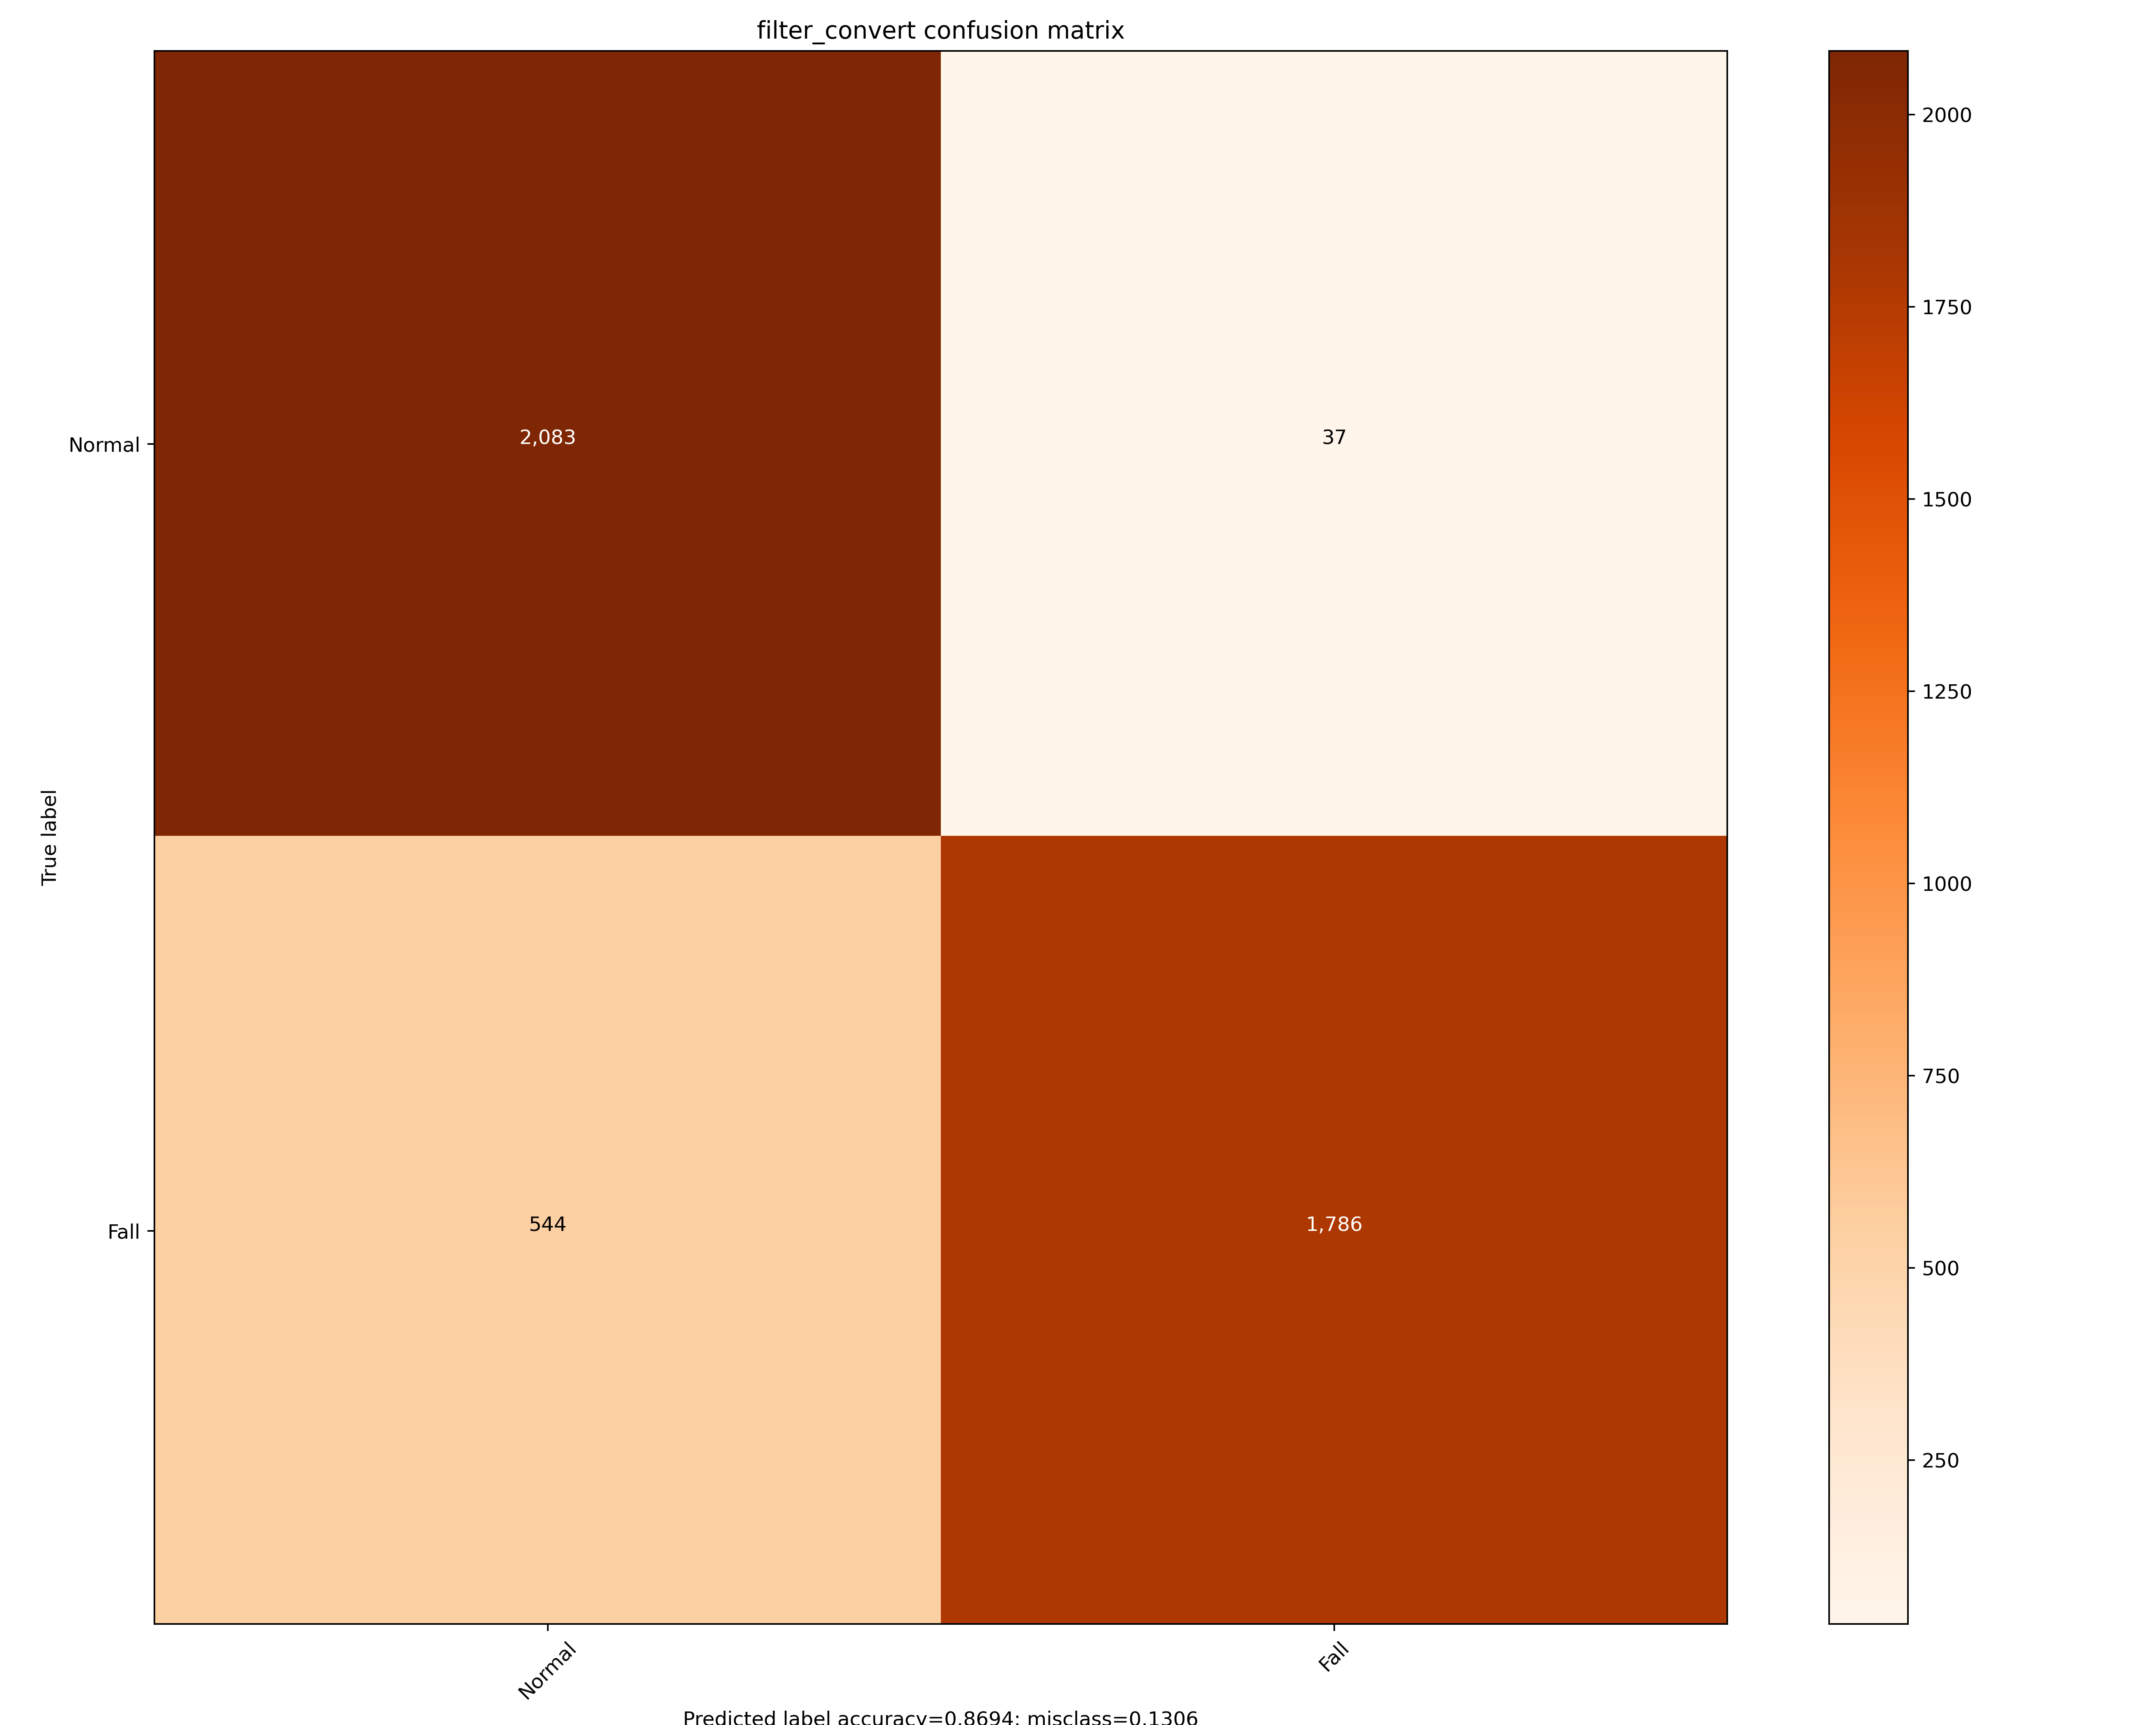 filter_convert confusion matrix
2000
1750
1500
1250
1000
750
500
250
True label
Normal
Fall
2,083
37
544
1,786
Normal
Fall
Predicted label accuracy=0.8694; misclass=0.1306